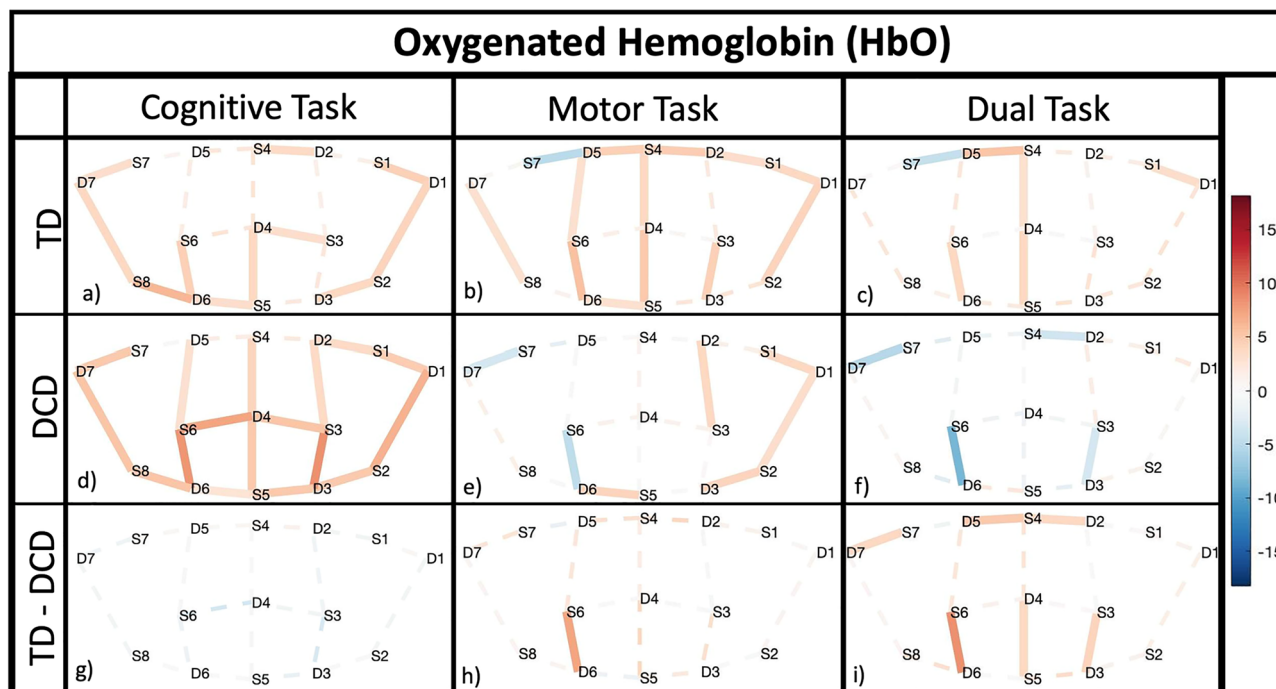 Oxygenated Hemoglobin (HbO)
Cognitive Task Motor Task Dual Task
TD
S7 D5 S4 D2 S1
D7 D1
S6 D4 S3
S8 D6 S5 D3 S2
a)
S7 D5 S4 D2 S1
D7 D1
S6 D4 S3
S8 D6 S5 D3 S2
b)
S7 D5 S4 D2 S1
D7 D1
S6 D4 S3
S8 D6 S5 D3 S2
c)
DCD
S7 D5 S4 D2 S1
D7 D1
S6 D4 S3
S8 D6 S5 D3 S2
d)
S7 D5 S4 D2 S1
D7 D1
S6 D4 S3
S8 D6 S5 D3 S2
e)
S7 D5 S4 D2 S1
D7 D1
S6 D4 S3
S8 D6 S5 D3 S2
f)
TD - DCD
S7 D5 S4 D2 S1
D7 D1
S6 D4 S3
S8 D6 S5 D3 S2
g)
S7 D5 S4 D2 S1
D7 D1
S6 D4 S3
S8 D6 S5 D3 S2
h)
S7 D5 S4 D2 S1
D7 D1
S6 D4 S3
S8 D6 S5 D3 S2
i)
15
10
5
0
-5
-10
-15